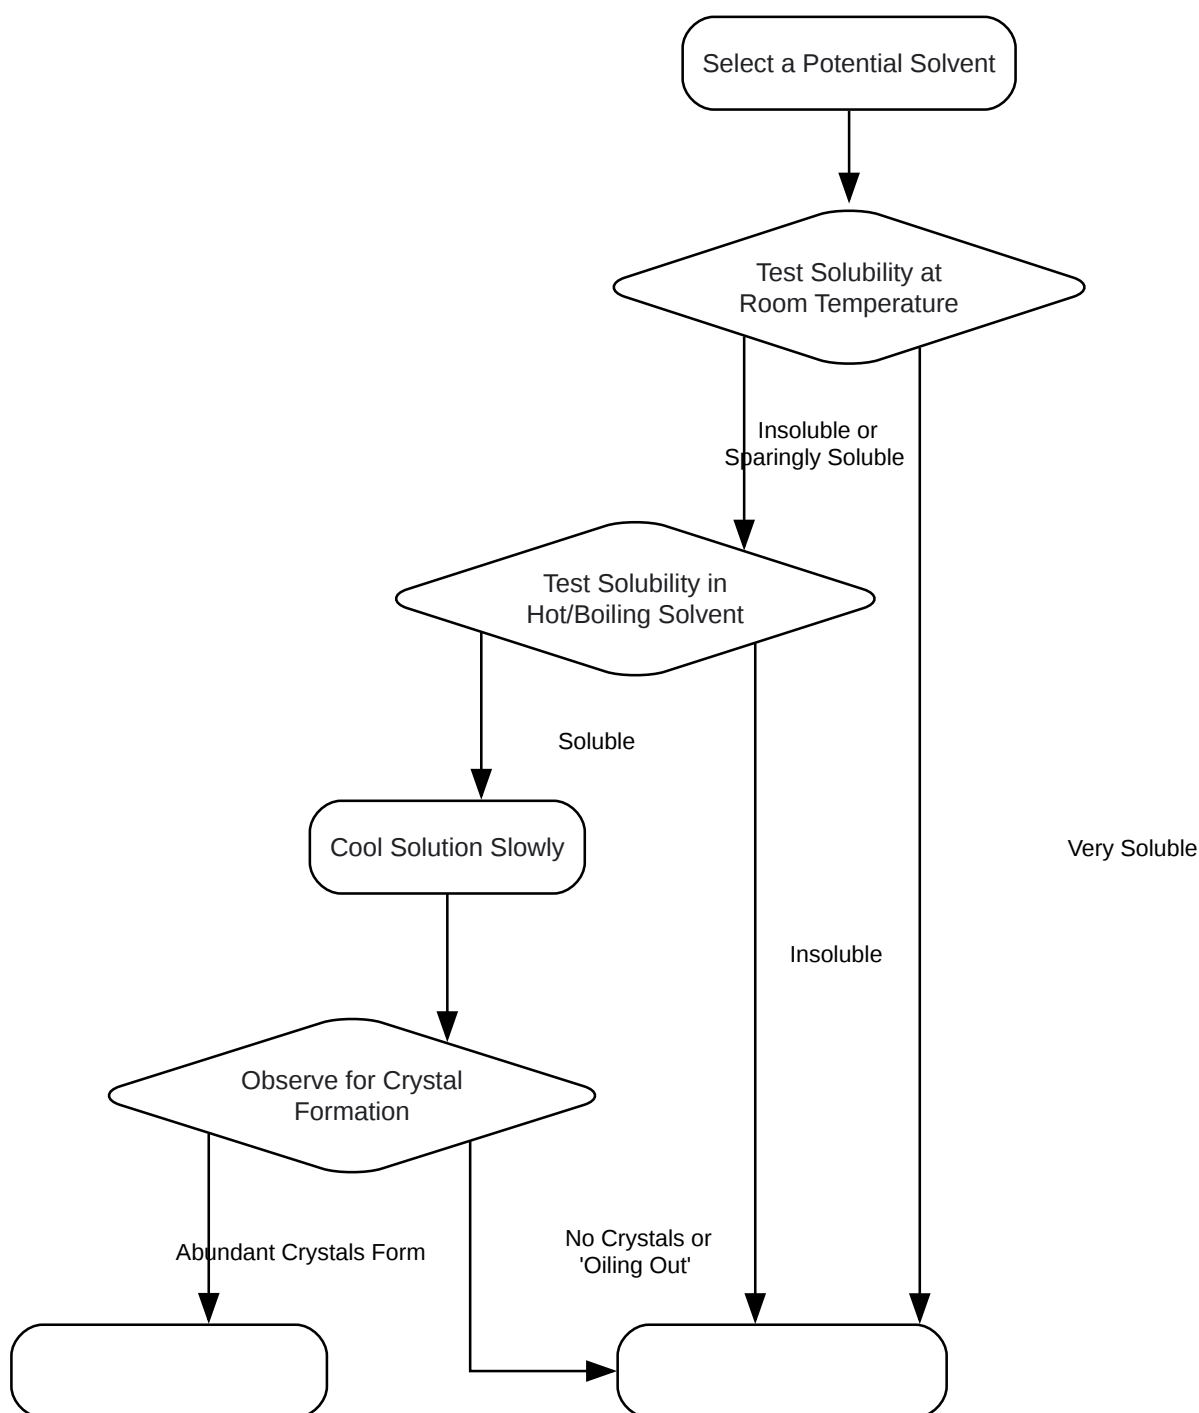 Select a Potential Solvent
Test Solubility at
Room Temperature
Insoluble or
Sparingly Soluble
Test Solubility in
Hot/Boiling Solvent
Soluble
Cool Solution Slowly
Very Soluble
Insoluble
Observe for Crystal
Formation
Abundant Crystals Form
No Crystals or
'Oiling Out'